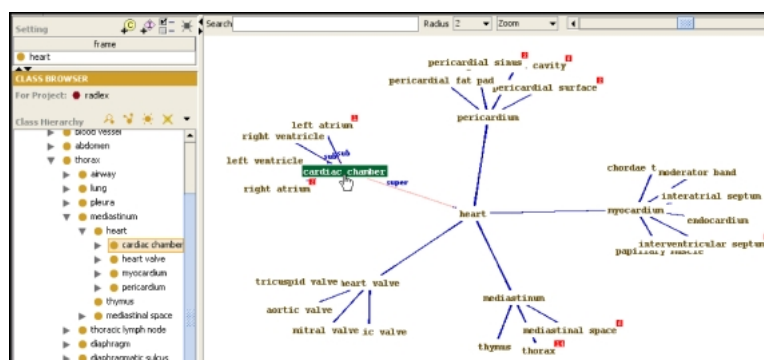 Setting
frame
heart
CLASS BROWSER
For Project: radlex
Class Hierarchy
blood vessel
abdomen
thorax
airway
lung
pleura
mediastinum
heart
cardiac chamber
heart valve
myocardium
pericardium
thymus
mediastinal space
thoracic lymph node
diaphragm
diaphragmatic sulcus
Search
Radius 2
Zoom
pericardial sinus
cavity
pericardial fat pad
pericardial surface
pericardium
left atrium
right ventricle
sub
left ventricle
cardiac chamber
super
right atrium
heart
chordae t
moderator band
interatrial septum
myocardium
endocardium
interventricular septum
tricuspid valve
heart valve
aortic valve
mitral valve
ic valve
mediastinum
mediastinal space
thymus
thorax